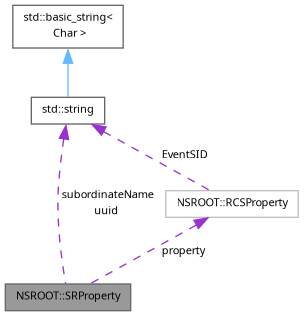 std::basic_string<
Char >
std::string
EventSID
subordinateName
uuid
NSROOT::RCSProperty
property
NSROOT::SRProperty